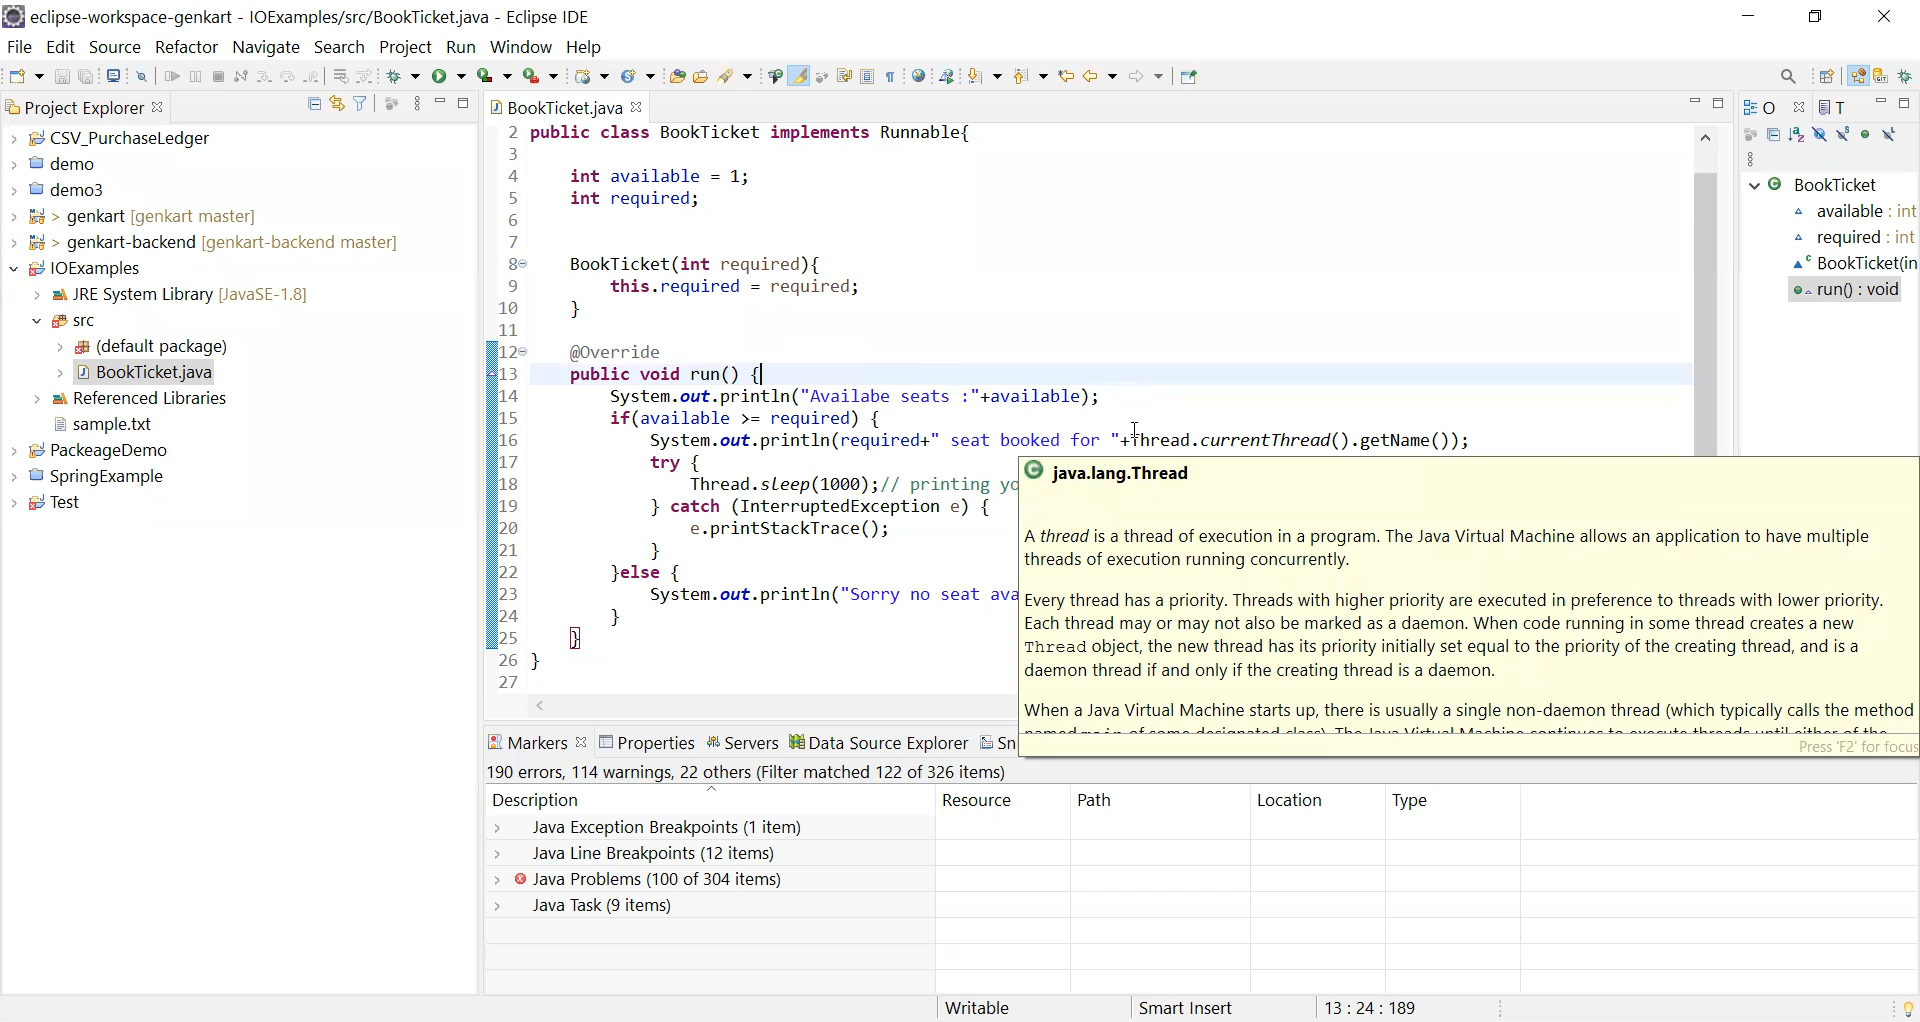 eclipse-workspace-genkart - IOExamples/src/BookTicket.java - Eclipse IDE
File Edit Source Refactor Navigate Search Project Run Window Help
Project Explorer
CSV_PurchaseLedger
demo
demo3
> genkart [genkart master]
> genkart-backend [genkart-backend master]
IOExamples
JRE System Library [JavaSE-1.8]
src
(default package)
BookTicket.java
Referenced Libraries
sample.txt
PackeageDemo
SpringExample
Test
BookTicket.java
2 public class BookTicket implements Runnable{
3
4 int available = 1;
5 int required;
6
7
8 BookTicket(int required){
9 this.required = required;
10 }
11
12 @Override
13 public void run() {
14 System.out.println("Availabe seats :"+available);
15 if(available >= required) {
16 System.out.println(required+" seat booked for "+Thread.currentThread().getName());
17 try {
18 Thread.sleep(1000);// printing yo
19 } catch (InterruptedException e) {
20 e.printStackTrace();
21 }
22 }else {
23 System.out.println("Sorry no seat ava
24 }
25 }
26 }
27
java.lang.Thread
A thread is a thread of execution in a program. The Java Virtual Machine allows an application to have multiple
threads of execution running concurrently.
Every thread has a priority. Threads with higher priority are executed in preference to threads with lower priority.
Each thread may or may not also be marked as a daemon. When code running in some thread creates a new
Thread object, the new thread has its priority initially set equal to the priority of the creating thread, and is a
daemon thread if and only if the creating thread is a daemon.
When a Java Virtual Machine starts up, there is usually a single non-daemon thread (which typically calls the method
Press 'F2' for focus
O T
BookTicket
available : int
required : int
BookTicket(in
run() : void
Markers Properties Servers Data Source Explorer Sn
190 errors, 114 warnings, 22 others (Filter matched 122 of 326 items)
Description Resource Path Location Type
Java Exception Breakpoints (1 item)
Java Line Breakpoints (12 items)
Java Problems (100 of 304 items)
Java Task (9 items)
Writable Smart Insert 13 : 24 : 189